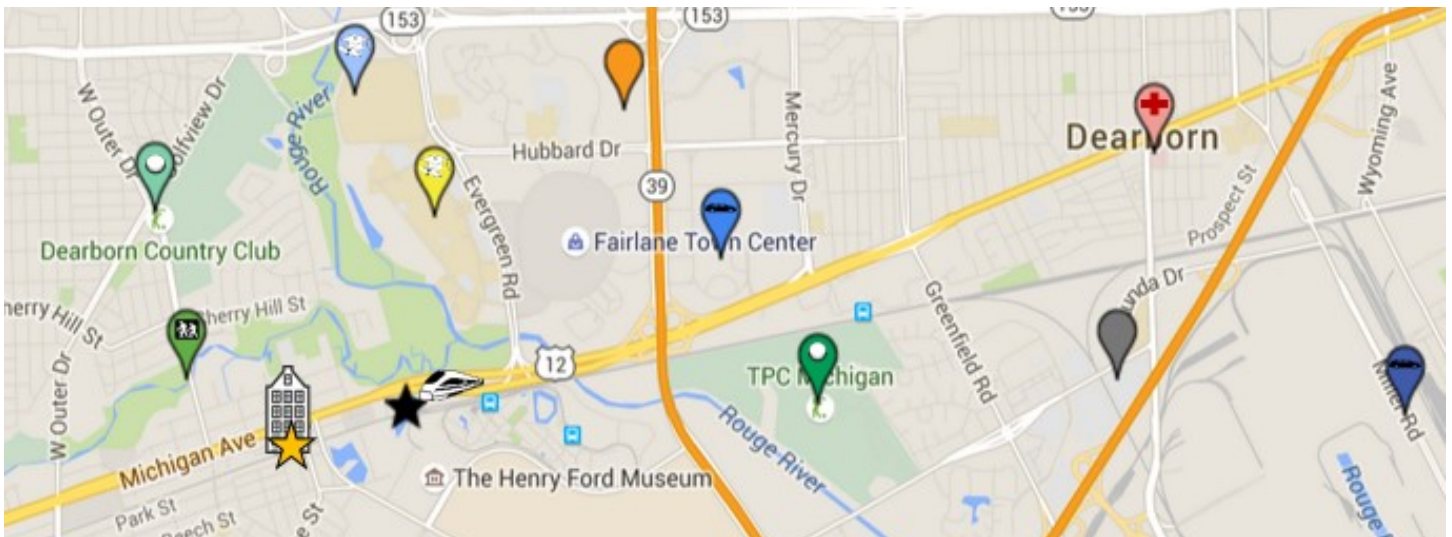 153
153
153
W Outer Dr
Golfview Dr
Rouge River
Hubbard Dr
Mercury Dr
Dearborn
Wyoming Ave
39
Evergreen Rd
Fairlane Town Center
Prospect St
Dearborn Country Club
Cherry Hill St
Cherry Hill St
Greenfield Rd
12
TPC Michigan
Miller Rd
W Outer Dr
Michigan Ave
The Henry Ford Museum
Rouge River
Rouge
Park St
Beech St